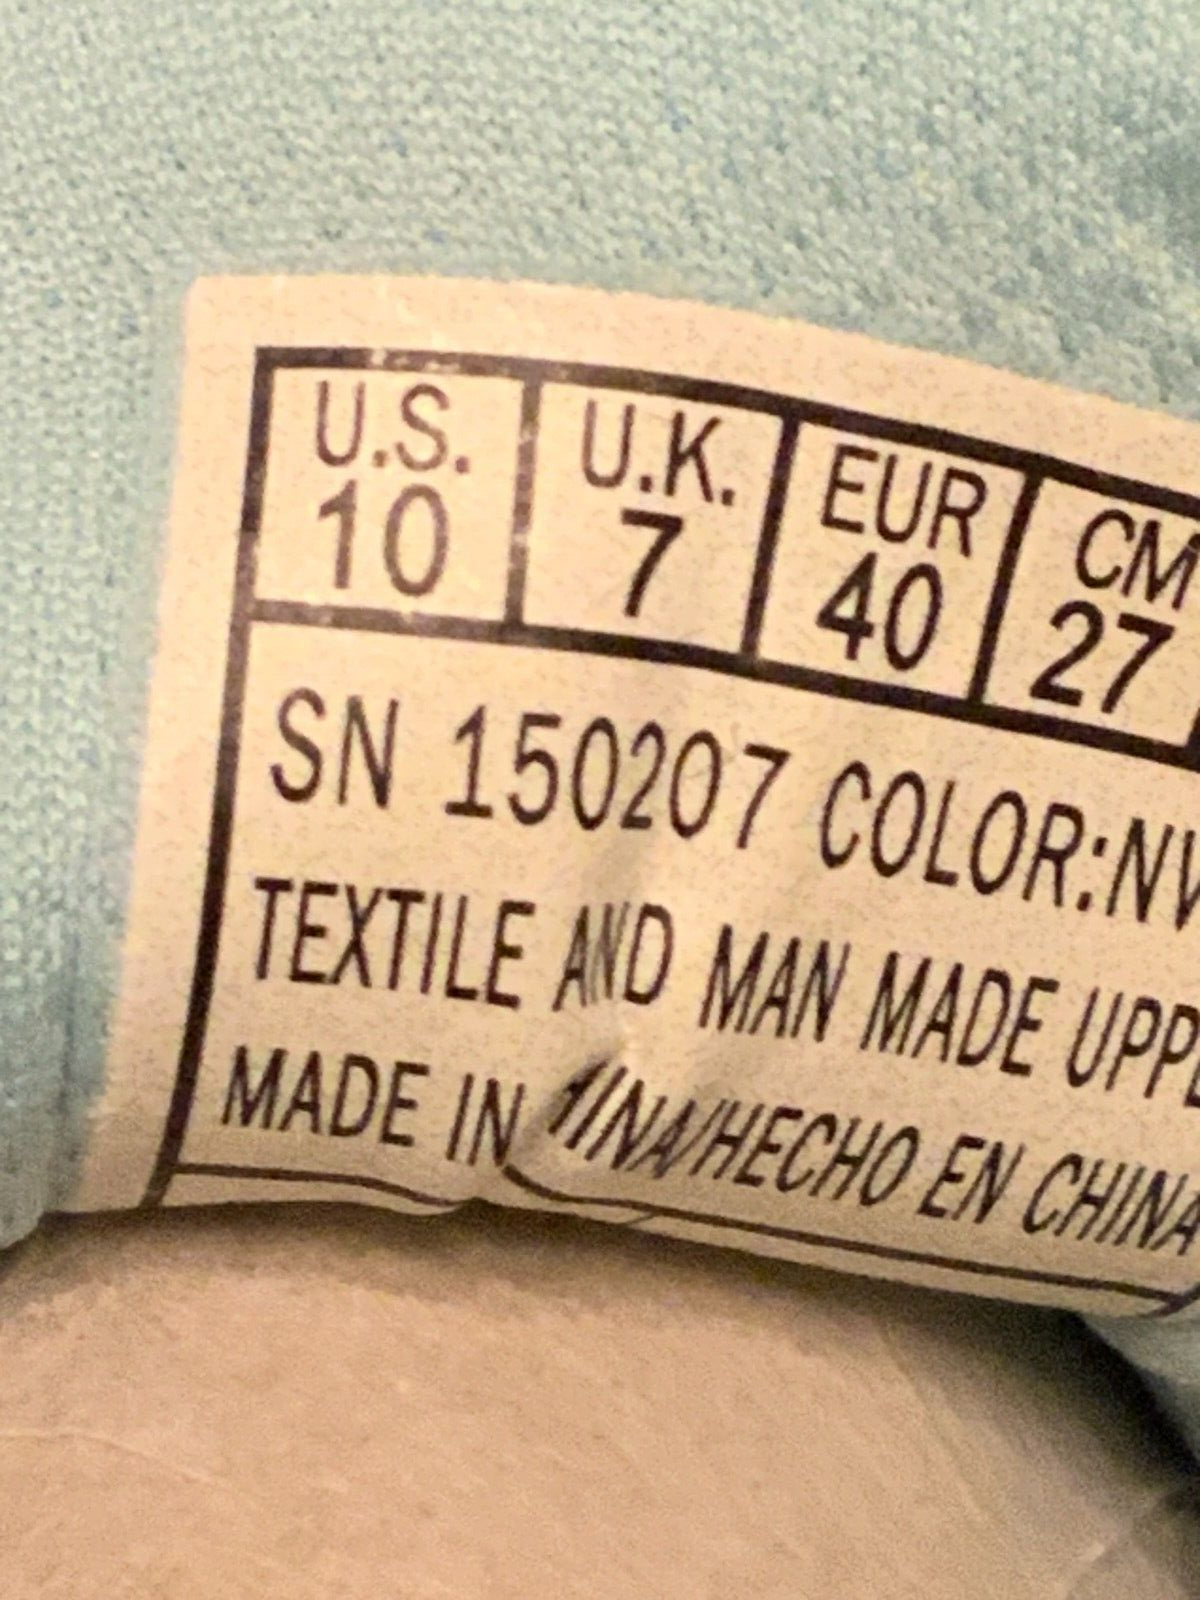 U.S. U.K. EUR CM
10 7 40 27
SN 150207 COLOR:NV
TEXTILE AND MAN MADE UPPE
MADE IN /HECHO EN CHINA